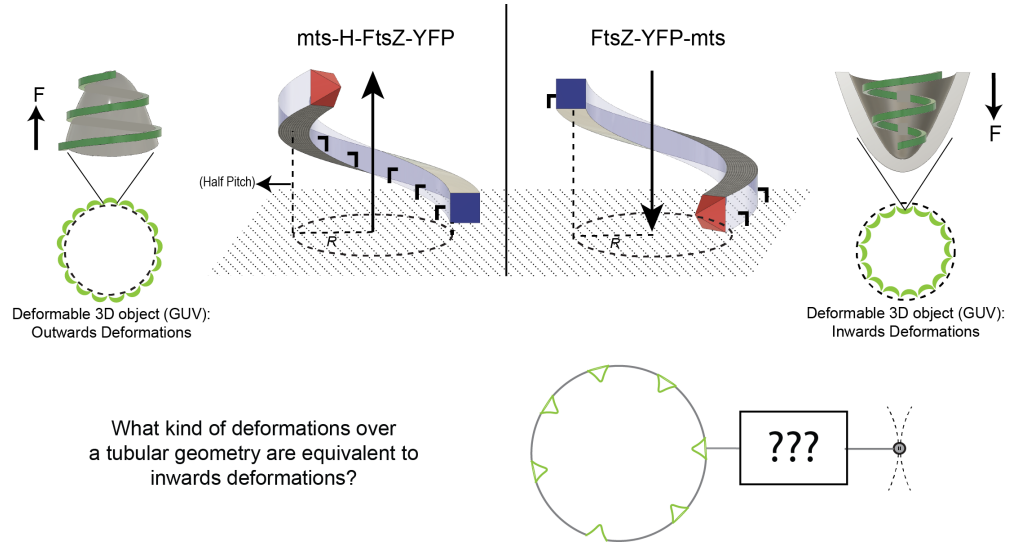 mts-H-FtsZ-YFP
FtsZ-YFP-mts
F
F
(Half Pitch)
R
R
Deformable 3D object (GUV):
Outwards Deformations
Deformable 3D object (GUV):
Inwards Deformations
What kind of deformations over
a tubular geometry are equivalent to
inwards deformations?
???